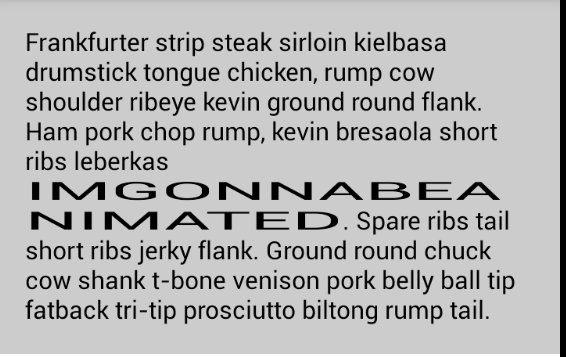 Frankfurter strip steak sirloin kielbasa
drumstick tongue chicken, rump cow
shoulder ribeye kevin ground round flank.
Ham pork chop rump, kevin bresaola short
ribs leberkas
IMGONNABEA
NIMATED. Spare ribs tail
short ribs jerky flank. Ground round chuck
cow shank t-bone venison pork belly ball tip
fatback tri-tip prosciutto biltong rump tail.